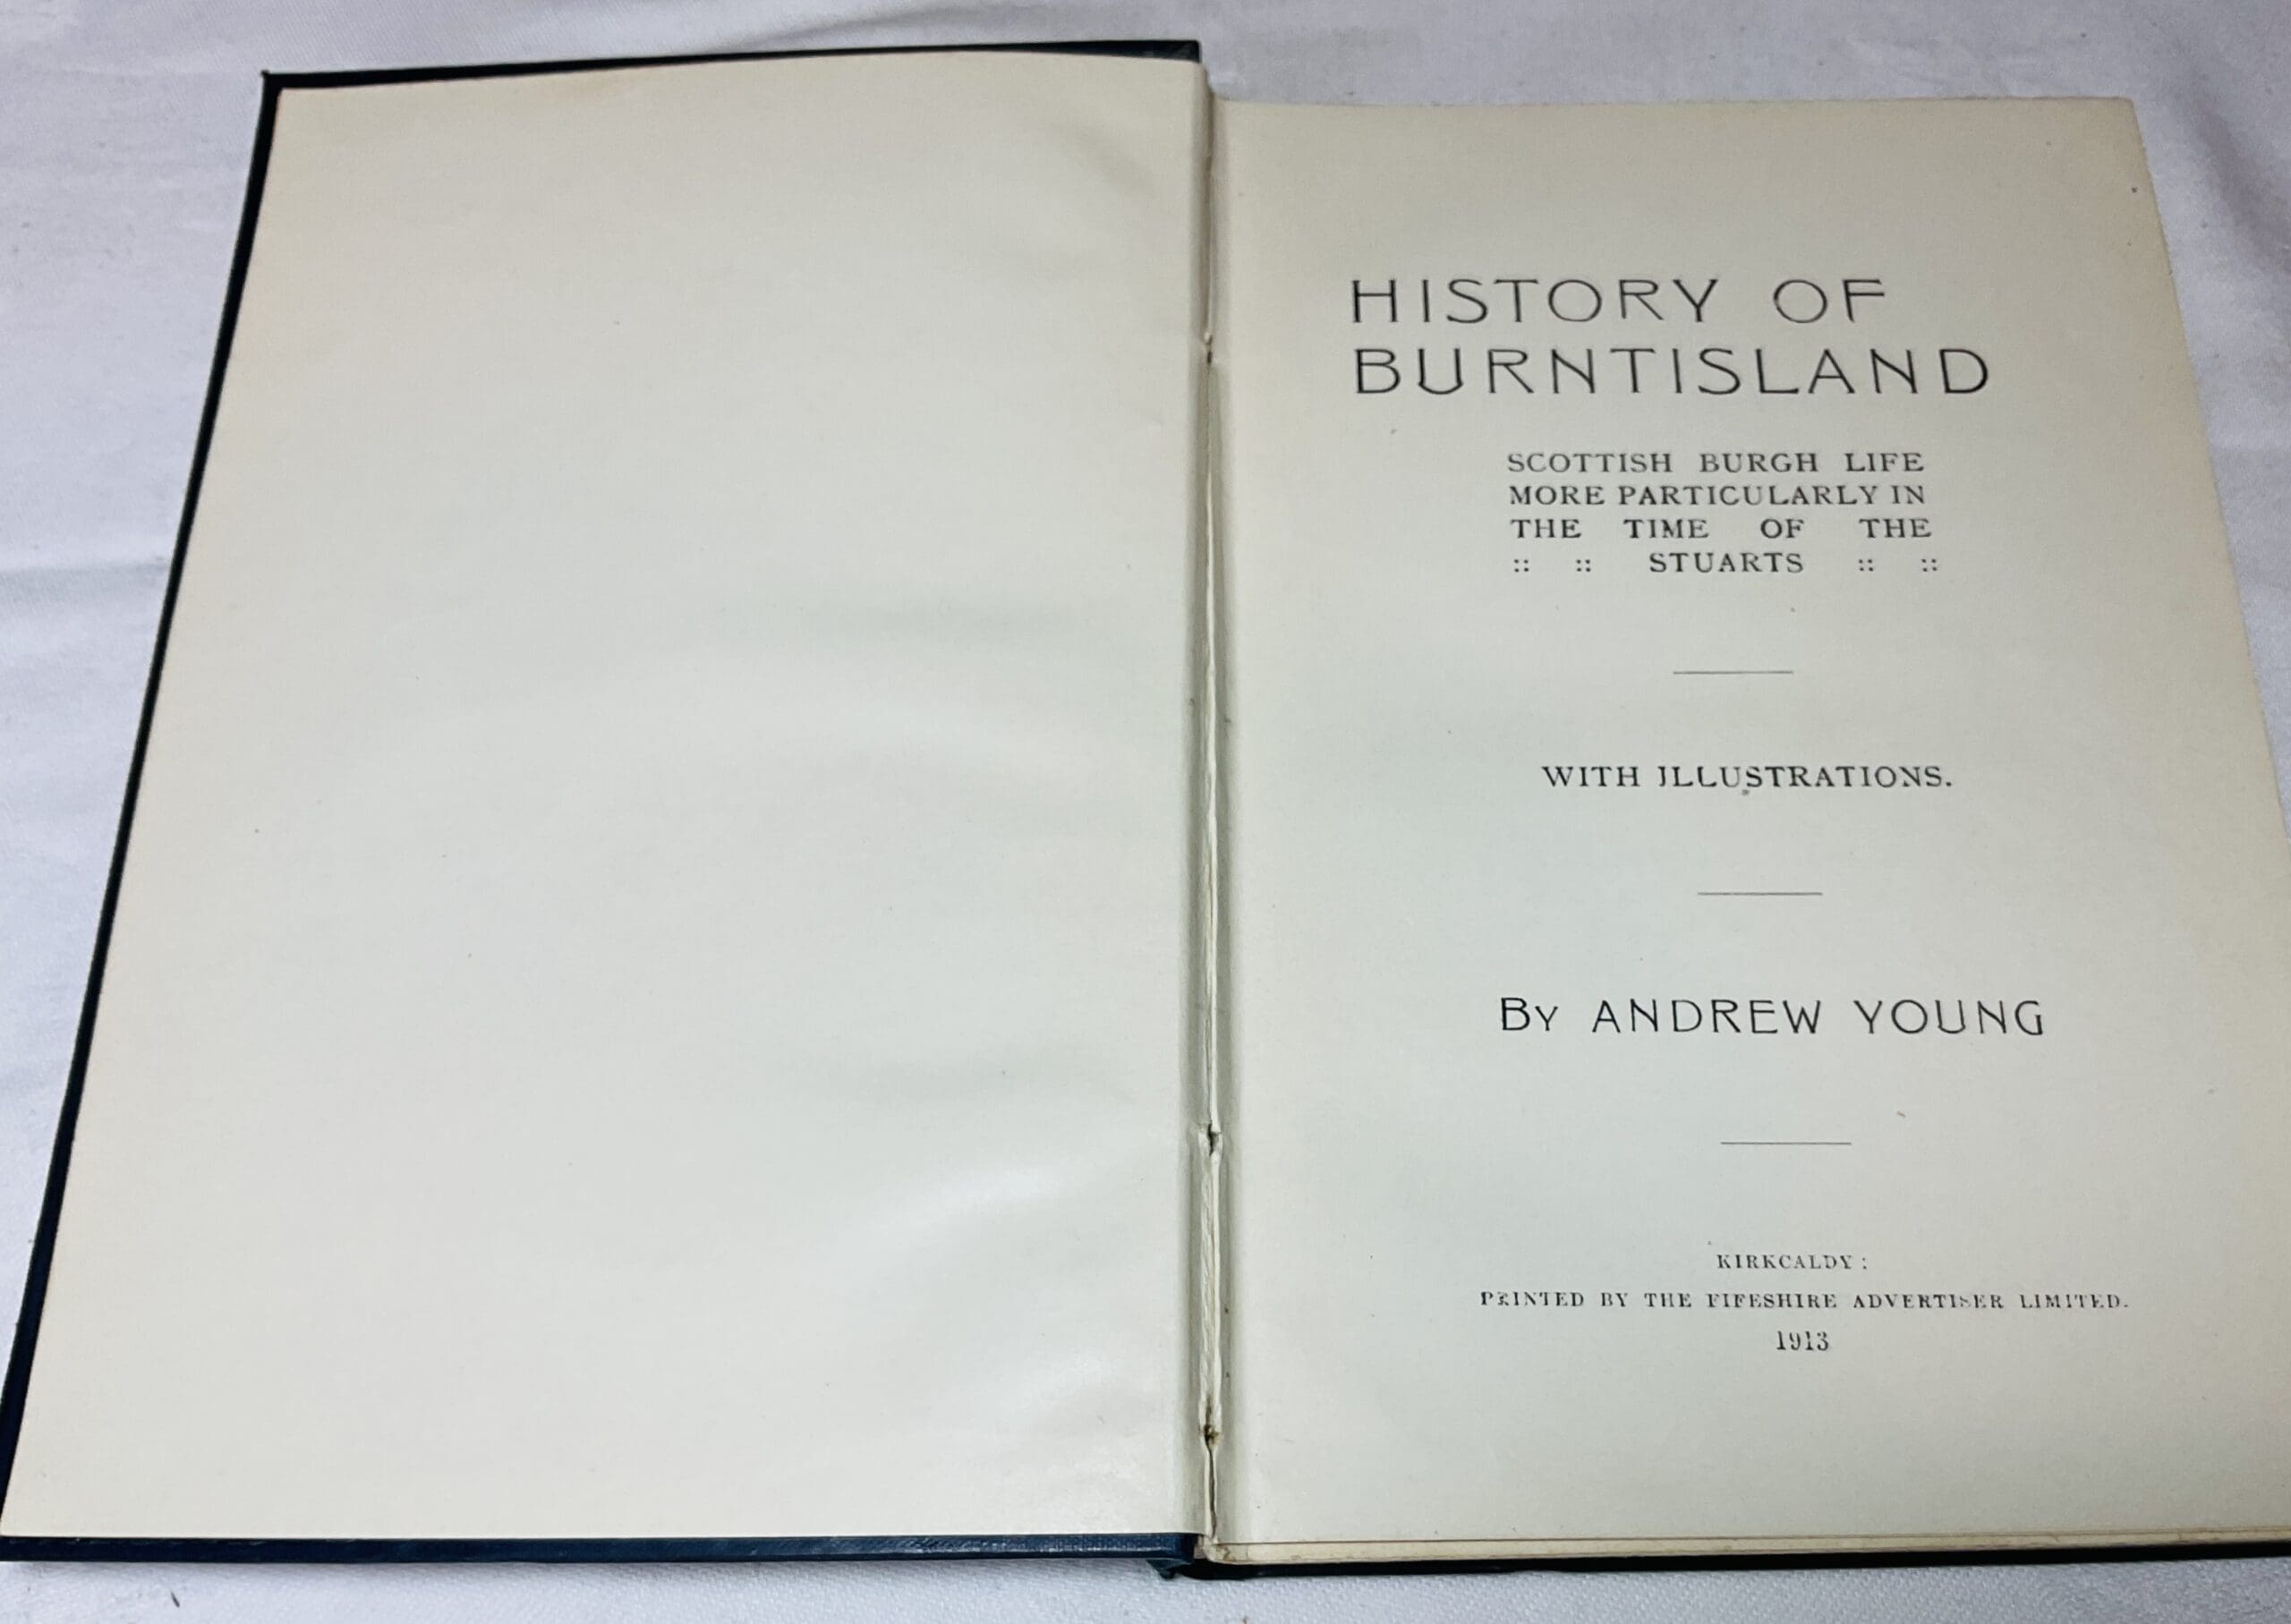 HISTORY OF
BURNTISLAND
SCOTTISH BURGH LIFE
MORE PARTICULARLY IN
THE TIME OF THE
:: :: STUARTS :: ::
WITH ILLUSTRATIONS.
By ANDREW YOUNG
KIRKCALDY:
PRINTED BY THE FIFESHIRE ADVERTISER LIMITED.
1913